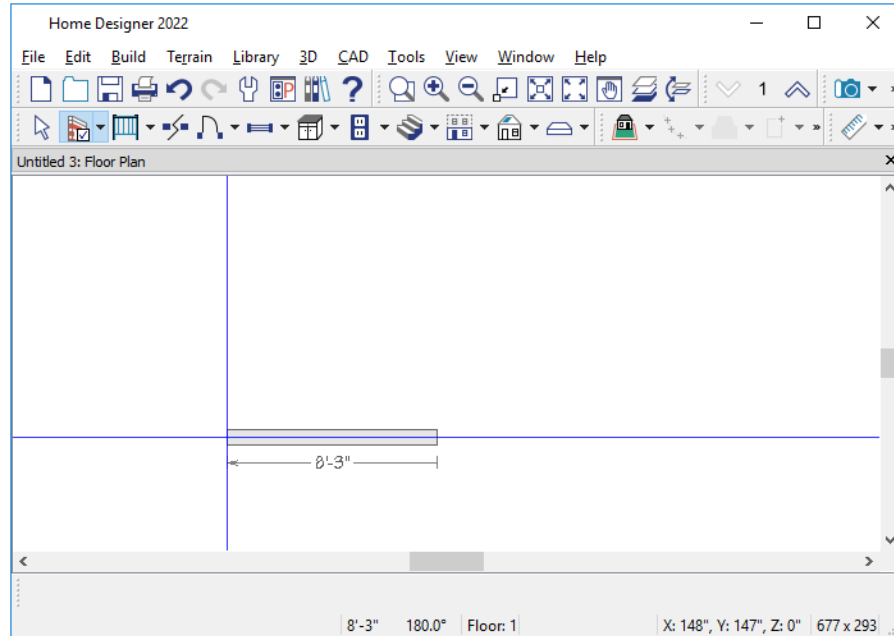 Home Designer 2022
File Edit Build Terrain Library 3D CAD Tools View Window Help
P ? 1
Untitled 3: Floor Plan
8'-3"
8'-3" 180.0° Floor: 1 X: 148", Y: 147", Z: 0" 677 x 293